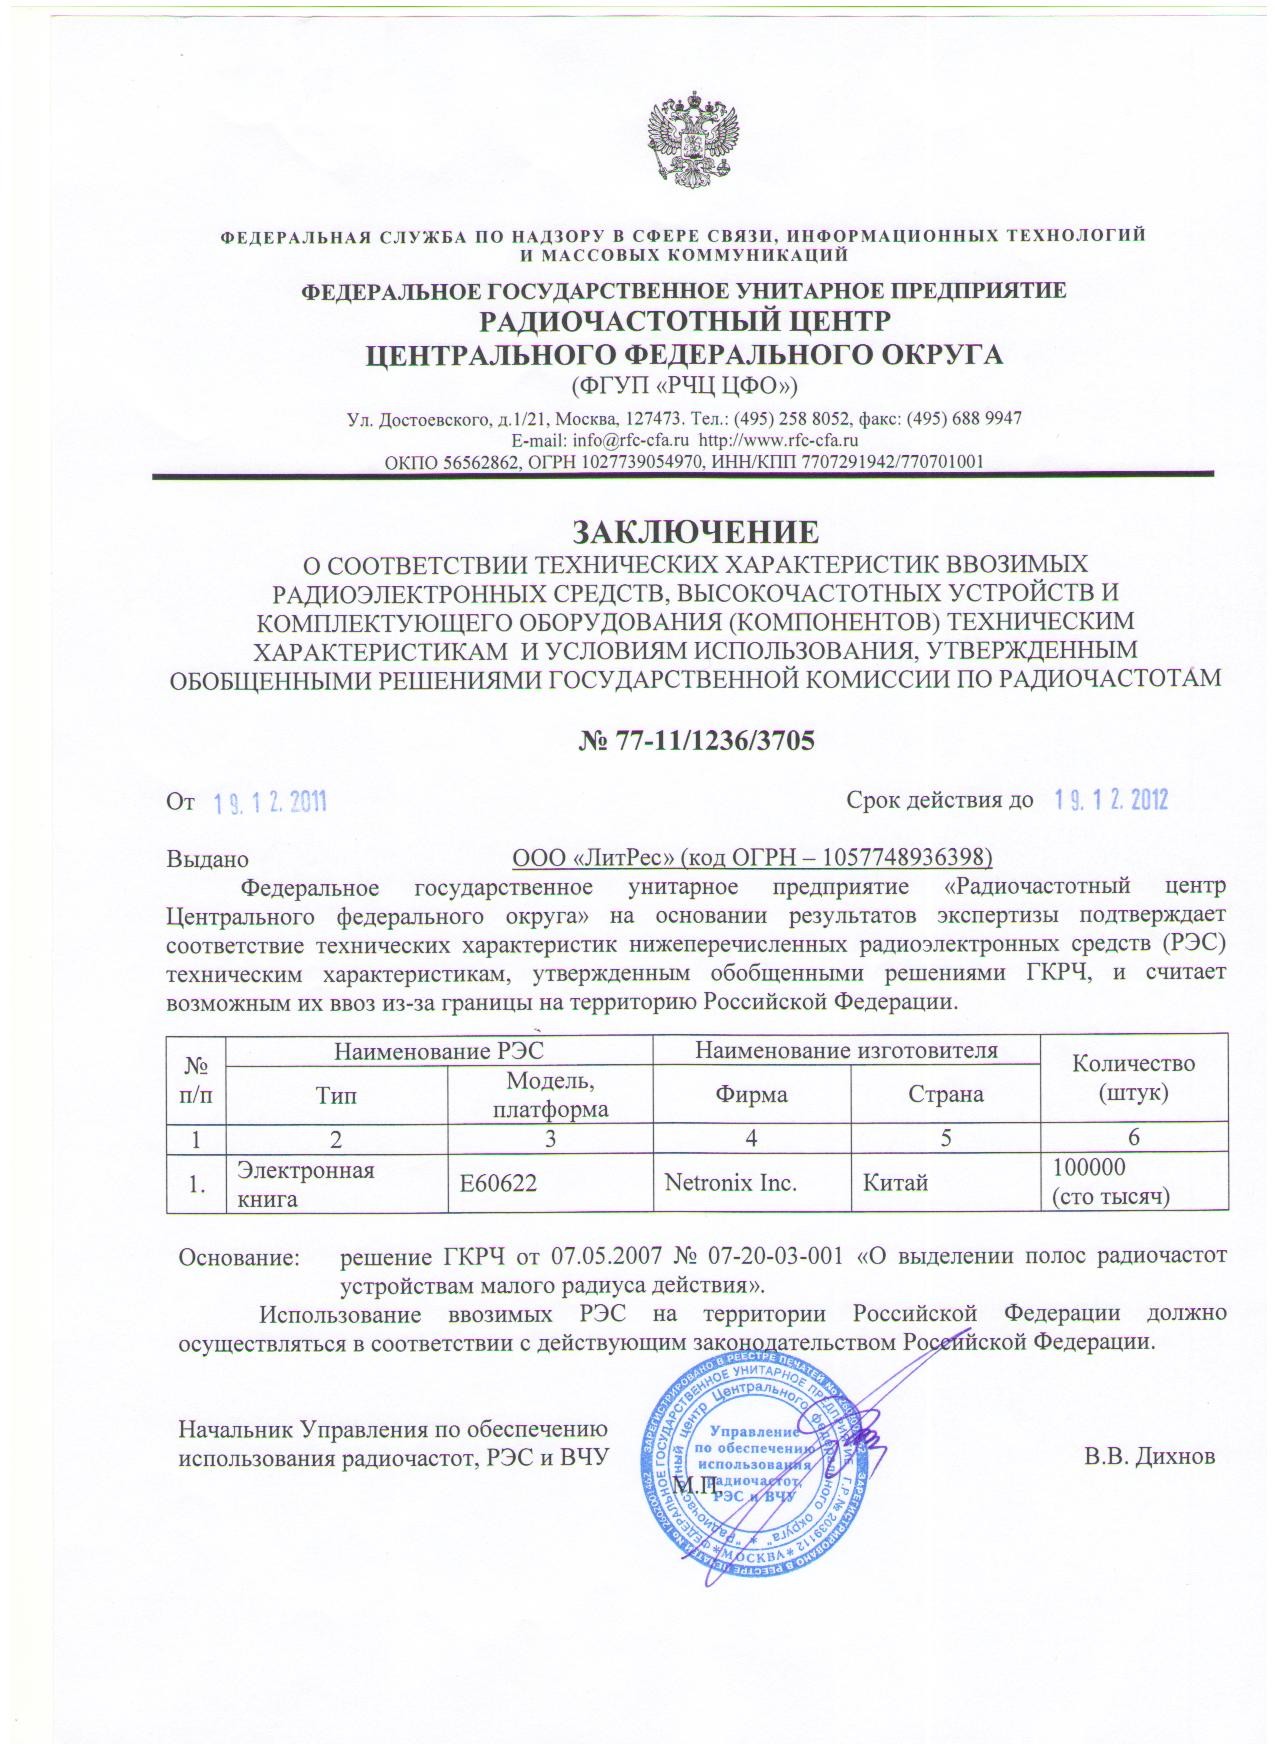 ФЕДЕРАЛЬНАЯ СЛУЖБА ПО НАДЗОРУ В СФЕРЕ СВЯЗИ, ИНФОРМАЦИОННЫХ ТЕХНОЛОГИЙ
И МАССОВЫХ КОММУНИКАЦИЙ
ФЕДЕРАЛЬНОЕ ГОСУДАРСТВЕННОЕ УНИТАРНОЕ ПРЕДПРИЯТИЕ
РАДИОЧАСТОТНЫЙ ЦЕНТР
ЦЕНТРАЛЬНОГО ФЕДЕРАЛЬНОГО ОКРУГА
(ФГУП «РЧЦ ЦФО»)
Ул. Достоевского, д.1/21, Москва, 127473. Тел.: (495) 258 8052, факс: (495) 688 9947
E-mail: info@rfc-cfa.ru http://www.rfc-cfa.ru
ОКПО 56562862, ОГРН 1027739054970, ИНН/КПП 7707291942/770701001
ЗАКЛЮЧЕНИЕ
О СООТВЕТСТВИИ ТЕХНИЧЕСКИХ ХАРАКТЕРИСТИК ВВОЗИМЫХ
РАДИОЭЛЕКТРОННЫХ СРЕДСТВ, ВЫСОКОЧАСТОТНЫХ УСТРОЙСТВ И
КОМПЛЕКТУЮЩЕГО ОБОРУДОВАНИЯ (КОМПОНЕНТОВ) ТЕХНИЧЕСКИМ
ХАРАКТЕРИСТИКАМ И УСЛОВИЯМ ИСПОЛЬЗОВАНИЯ, УТВЕРЖДЕННЫМ
ОБОБЩЕННЫМИ РЕШЕНИЯМИ ГОСУДАРСТВЕННОЙ КОМИССИИ ПО РАДИОЧАСТОТАМ
№ 77-11/1236/3705
От 19.12.2011 Срок действия до 19.12.2012
Выдано ООО «ЛитРес» (код ОГРН – 1057748936398)
Федеральное государственное унитарное предприятие «Радиочастотный центр
Центрального федерального округа» на основании результатов экспертизы подтверждает
соответствие технических характеристик нижеперечисленных радиоэлектронных средств (РЭС)
техническим характеристикам, утвержденным обобщенными решениями ГКРЧ, и считает
возможным их ввоз из-за границы на территорию Российской Федерации.
№ п/п Наименование РЭС Наименование изготовителя Количество (штук)
Тип Модель, платформа Фирма Страна
1 2 3 4 5 6
1. Электронная книга E60622 Netronix Inc. Китай 100000 (сто тысяч)
Основание: решение ГКРЧ от 07.05.2007 № 07-20-03-001 «О выделении полос радиочастот
устройствам малого радиуса действия».
Использование ввозимых РЭС на территории Российской Федерации должно
осуществляться в соответствии с действующим законодательством Российской Федерации.
Начальник Управления по обеспечению
использования радиочастот, РЭС и ВЧУ В.В. Дихнов
М.П.
Управление
по обеспечению
использования
радиочастот,
РЭС и ВЧУ
ФЕДЕРАЛЬНОЕ ГОСУДАРСТВЕННОЕ УНИТАРНОЕ ПРЕДПРИЯТИЕ Г.Р.№ 2039112 *МОСКВА*
"Радиочастотный центр Центрального федерального округа"
ЗАРЕГИСТРИРОВАНО В РЕЕСТРЕ ПЕЧАТЕЙ